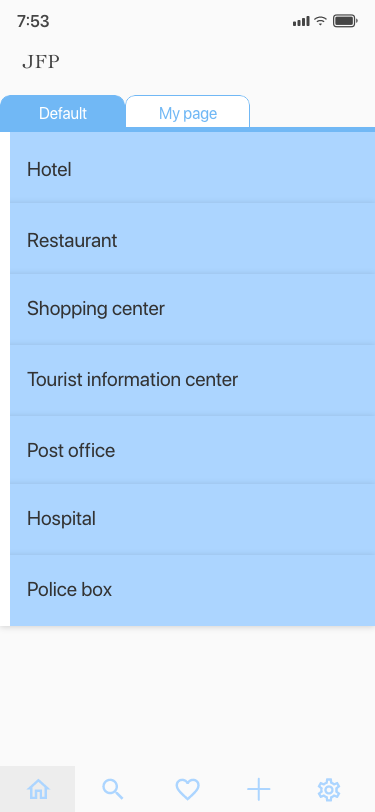 7:53
JFP
Default
My page
Hotel
Restaurant
Shopping center
Tourist information center
Post office
Hospital
Police box